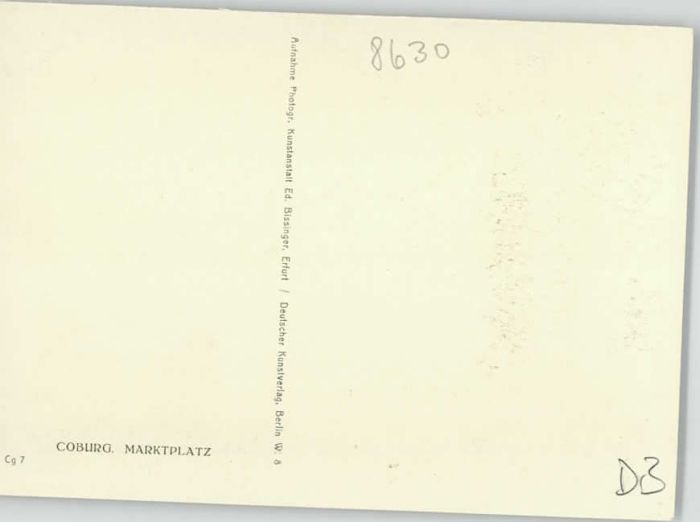 8630
Aufnahme Photogr. Kunstanstalt Ed. Bissinger, Erfurt / Deutscher Kunstverlag, Berlin W. 8
COBURG. MARKTPLATZ
Cg 7
DB